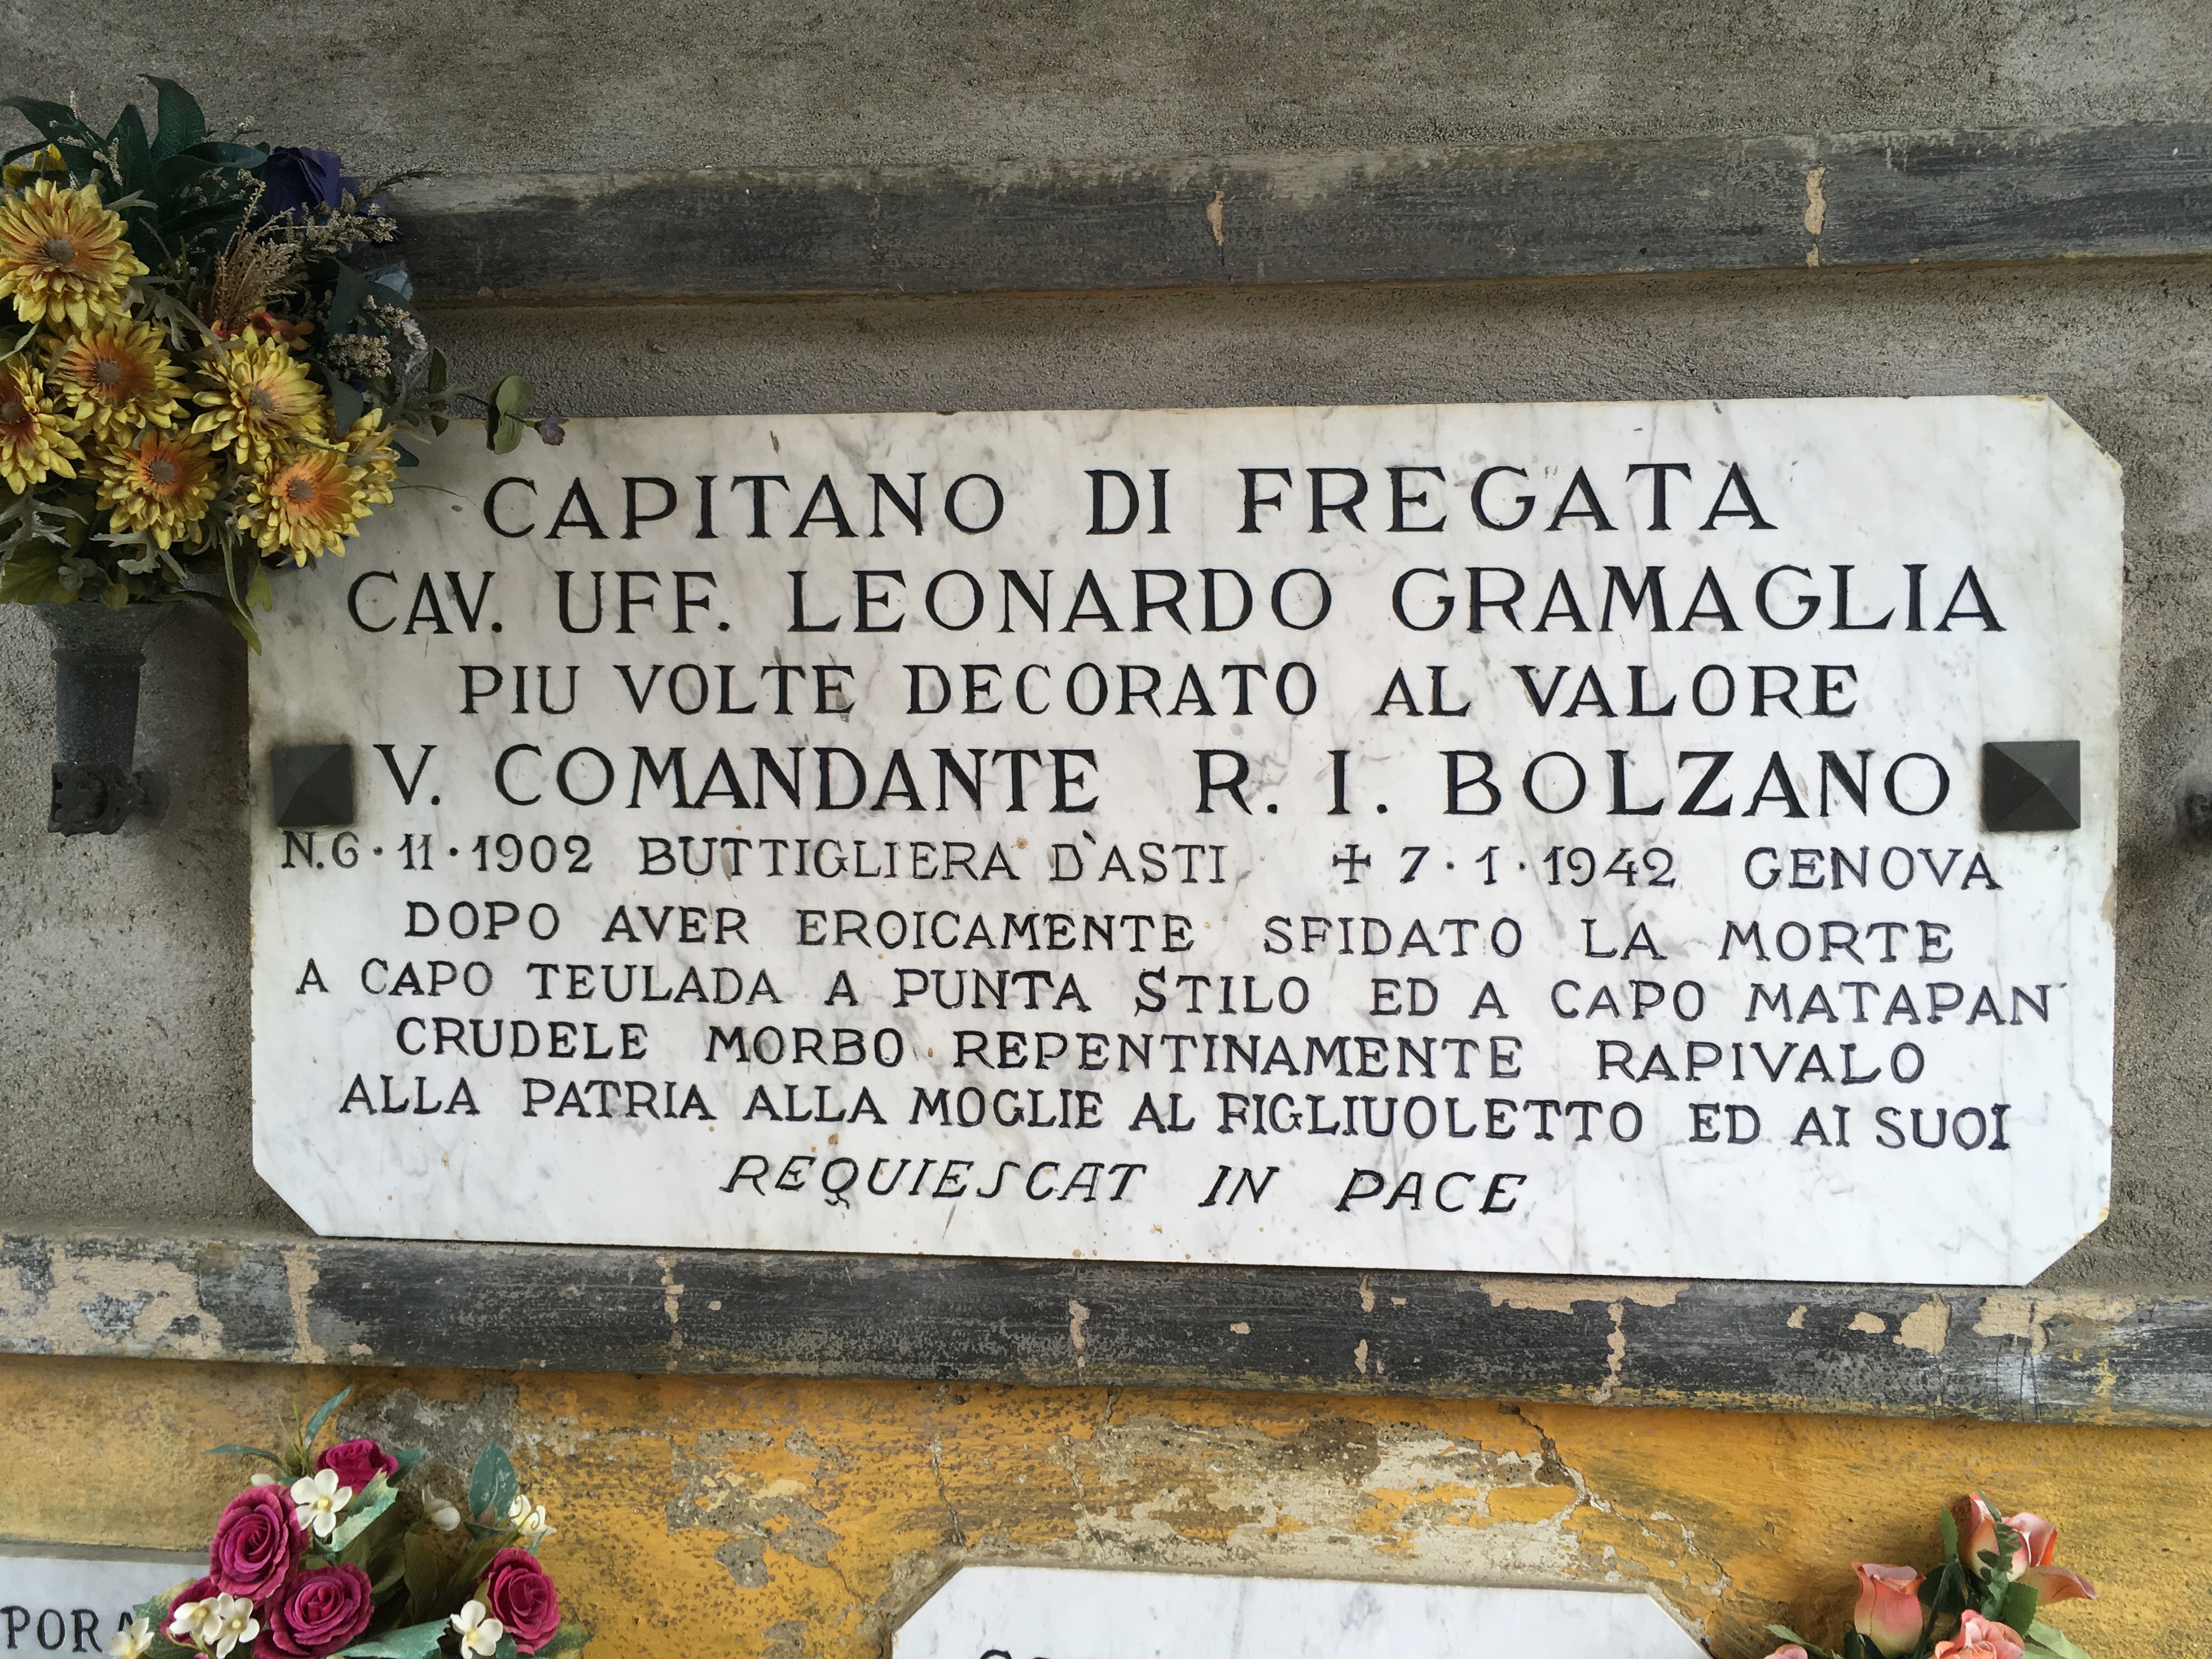 CAPITANO DI FREGATA
CAV. UFF. LEONARDO GRAMAGLIA
PIU VOLTE DECORATO AL VALORE
V. COMANDANTE R. I. BOLZANO
N. 6·11·1902 BUTTIGLIERA D'ASTI ✝ 7·1·1942 GENOVA
DOPO AVER EROICAMENTE SFIDATO LA MORTE
A CAPO TEULADA A PUNTA STILO ED A CAPO MATAPAN
CRUDELE MORBO REPENTINAMENTE RAPIVALO
ALLA PATRIA ALLA MOGLIE AL FIGLIUOLETTO ED AI SUOI
REQUIESCAT IN PACE
PORA